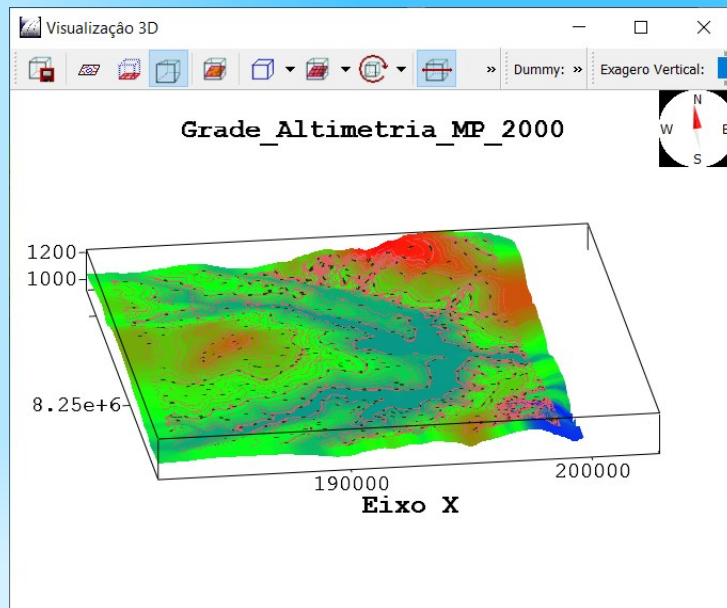 Visualização 3D
» Dummy: » Exagero Vertical:
Grade_Altimetria_MP_2000
N
W E
S
1200
1000
8.25e+6
190000
200000
Eixo X